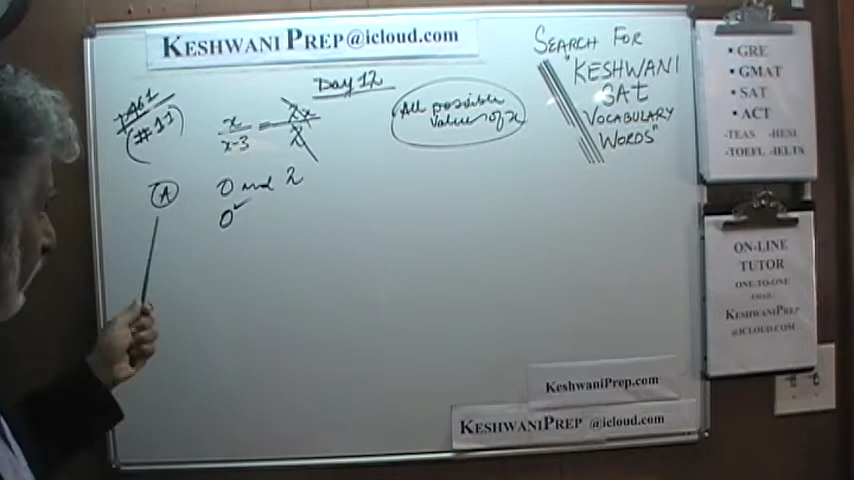 KESHWANI PREP@icloud.com
Day 12
(#11)
x
x-3
=
All possible
values of x
SEARCH FOR
"KESHWANI
SAT
VOCABULARY
WORDS"
A
0 and 2
0
• GRE
• GMAT
• SAT
• ACT
-TEAS -HESI
-TOEFL -IELTS
ON-LINE
TUTOR
ONE-TO-ONE
EMAIL:
KESHWANIPREP
@ICLOUD.COM
KeshwaniPrep.com
KESHWANIPREP @icloud.com